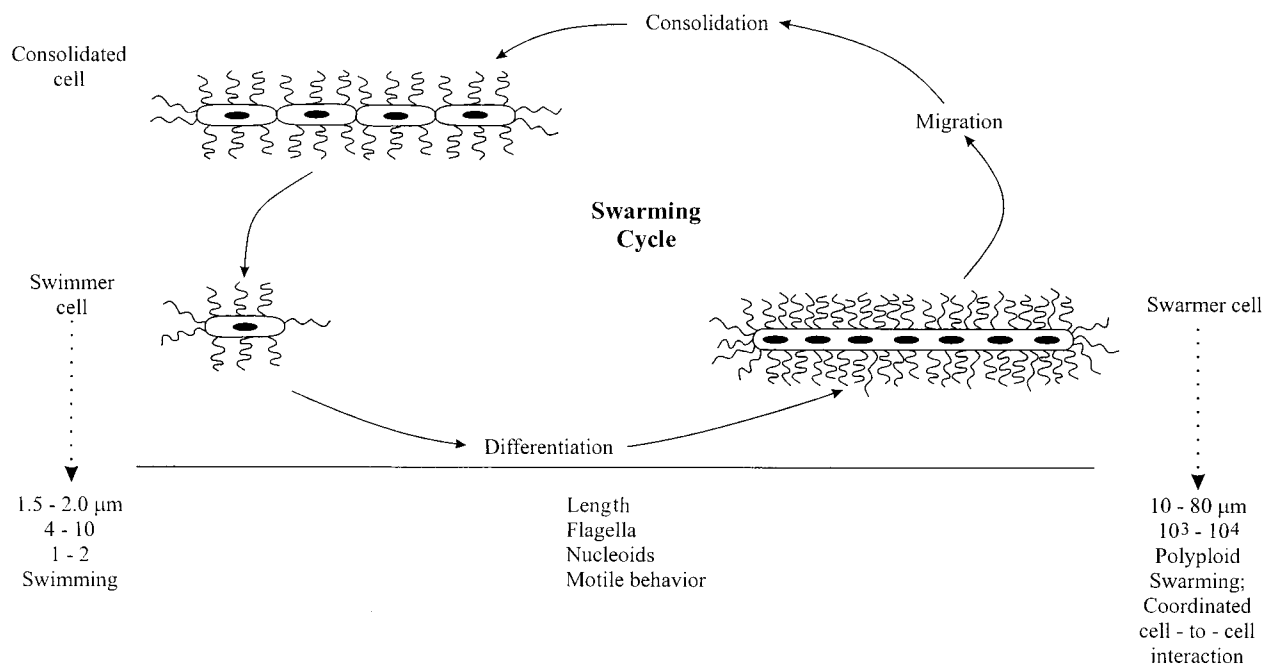 Consolidation
Consolidated
cell
Migration
Swarming
Cycle
Swimmer
cell
Swarmer cell
Differentiation
1.5 - 2.0 μm Length 10 - 80 μm
4 - 10 Flagella 10³ - 10⁴
1 - 2 Nucleoids Polyploid
Swimming Motile behavior Swarming;
Coordinated
cell - to - cell
interaction